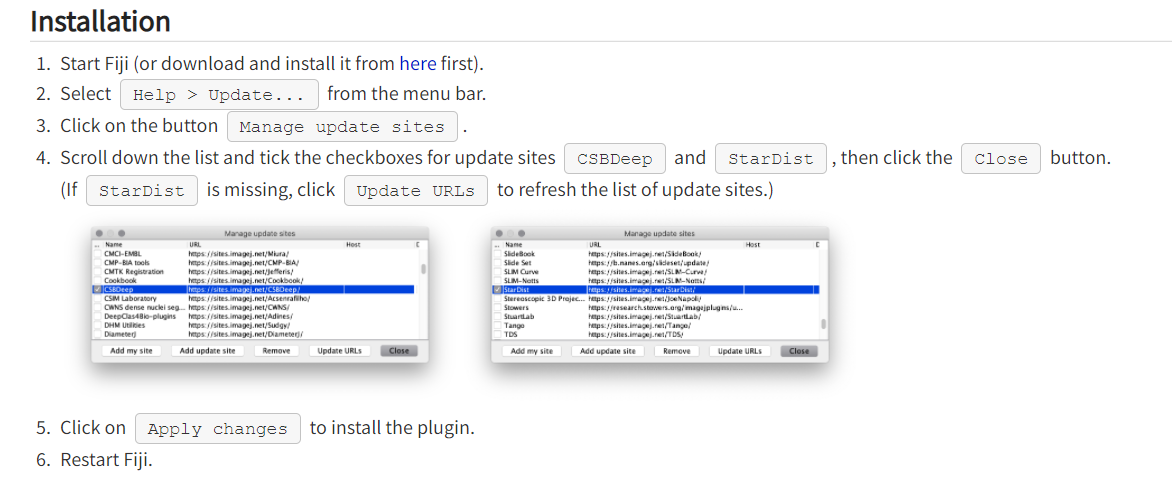 Installation
1. Start Fiji (or download and install it from here first).
2. Select Help > Update... from the menu bar.
3. Click on the button Manage update sites .
4. Scroll down the list and tick the checkboxes for update sites CSBDeep and StarDist , then click the Close button.
(If StarDist is missing, click Update URLs to refresh the list of update sites.)
Manage update sites
... Name URL Host
CMCI-EMBL https://sites.imagej.net/Miura/
CMP-BIA tools https://sites.imagej.net/CMP-BIA/
CMTK Registration https://sites.imagej.net/Jefferis/
Cookbook https://sites.imagej.net/Cookbook/
CSBDeep https://sites.imagej.net/CSBDeep/
CSIM Laboratory https://sites.imagej.net/Acsenrafilho/
CWNS dense nuclei seg... https://sites.imagej.net/CWNS/
DeepClas4Bio-plugins https://sites.imagej.net/Adines/
DHM Utilities https://sites.imagej.net/Sudgy/
DiameterJ https://sites.imagej.net/DiameterJ/
Add my site Add update site Remove Update URLs Close
Manage update sites
... Name URL Host
SlideBook https://sites.imagej.net/SlideBook/
Slide Set https://b.nanes.org/slideset/update/
SLIM Curve https://sites.imagej.net/SLIM-Curve/
SLIM-Notts https://sites.imagej.net/SLIM-Notts/
StarDist https://sites.imagej.net/StarDist/
Stereoscopic 3D Projec... https://sites.imagej.net/JoeNapoli/
Stowers https://research.stowers.org/imagejplugins/u...
StuartLab https://sites.imagej.net/StuartLab/
Tango https://sites.imagej.net/Tango/
TDS https://sites.imagej.net/TDS/
Add my site Add update site Remove Update URLs Close
5. Click on Apply changes to install the plugin.
6. Restart Fiji.